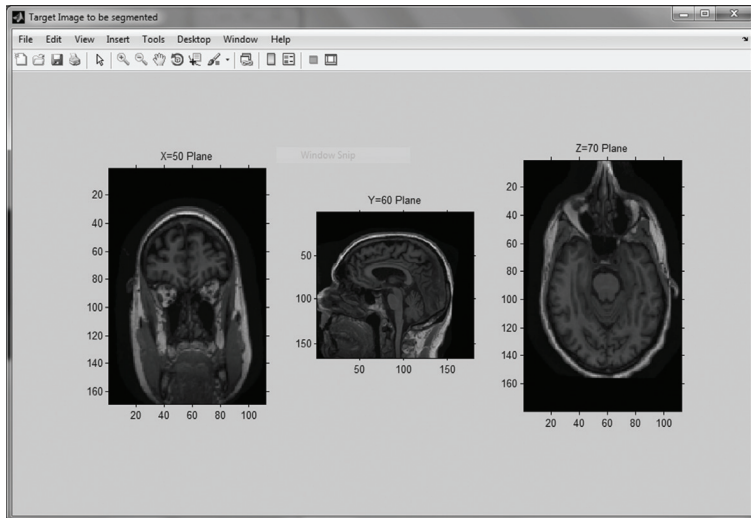 Target Image to be segmented
File Edit View Insert Tools Desktop Window Help
X=50 Plane
20
40
60
80
100
120
140
160
20 40 60 80 100
Window Snip
Y=60 Plane
50
100
150
50 100 150
Z=70 Plane
20
40
60
80
100
120
140
160
20 40 60 80 100